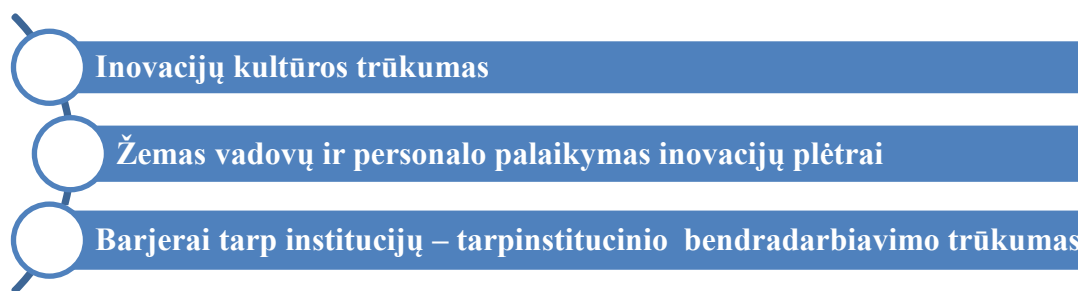 Inovacijų kultūros trūkumas
Žemas vadovų ir personalo palaikymas inovacijų plėtrai
Barjerai tarp institucijų – tarpinstitucinio bendradarbiavimo trūkumas